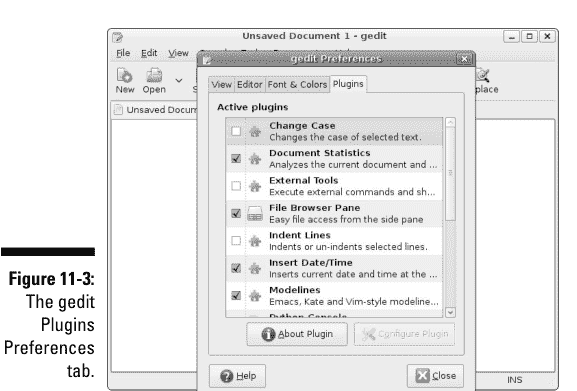 Unsaved Document 1 - gedit
File Edit View
gedit Preferences
New Open
place
View Editor Font & Colors Plugins
Unsaved Docum
Active plugins
Change Case
Changes the case of selected text.
Document Statistics
Analyzes the current document and ...
External Tools
Execute external commands and sh...
File Browser Pane
Easy file access from the side pane
Indent Lines
Indents or un-indents selected lines.
Insert Date/Time
Inserts current date and time at the ...
Modelines
Emacs, Kate and Vim-style modeline...
Python Console
About Plugin Configure Plugin
Help Close
INS
Figure 11-3:
The gedit
Plugins
Preferences
tab.